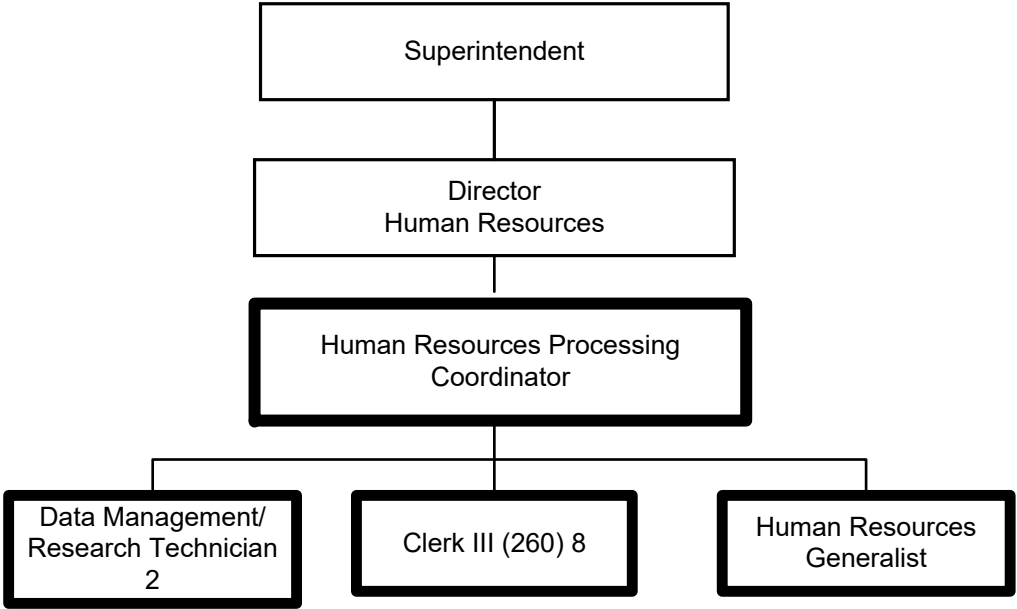 Superintendent
Director
Human Resources
Human Resources Processing
Coordinator
Data Management/
Research Technician
2
Clerk III (260) 8
Human Resources
Generalist